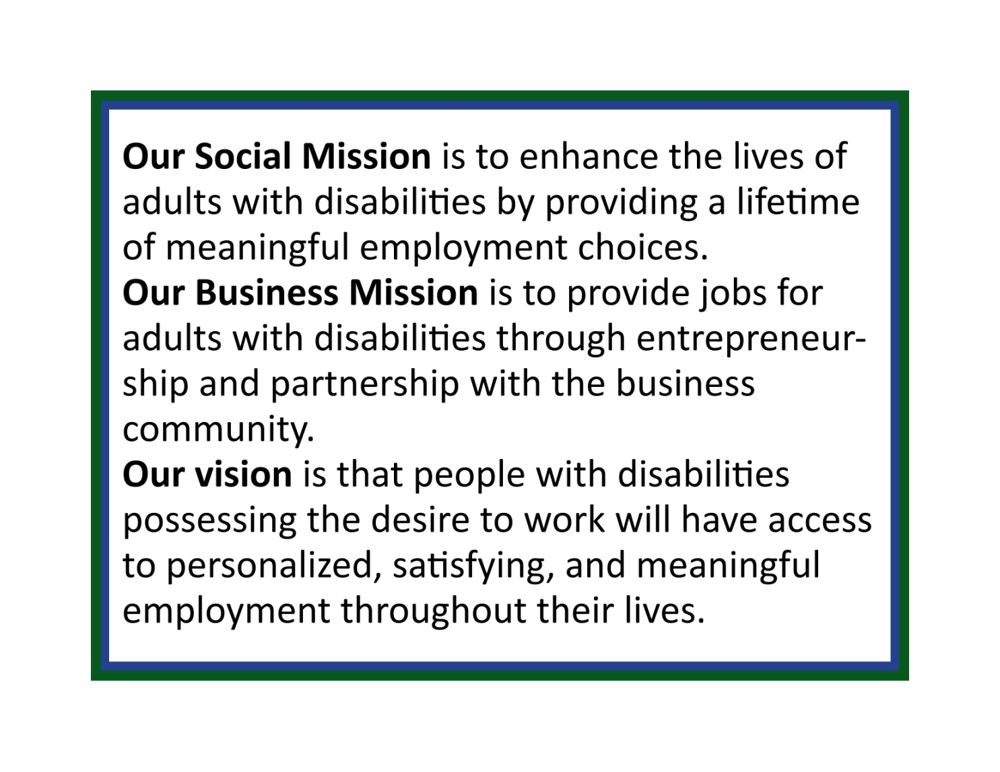 Our Social Mission is to enhance the lives of
adults with disabilities by providing a lifetime
of meaningful employment choices.
Our Business Mission is to provide jobs for
adults with disabilities through entrepreneur-
ship and partnership with the business
community.
Our vision is that people with disabilities
possessing the desire to work will have access
to personalized, satisfying, and meaningful
employment throughout their lives.